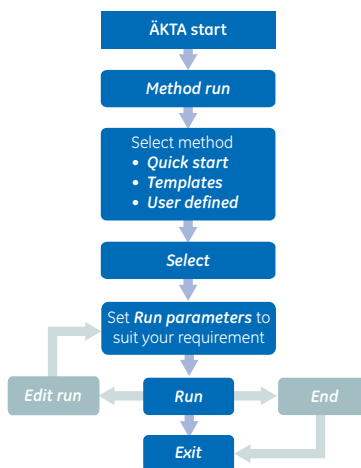 ÄKTA start
Method run
Select method
• Quick start
• Templates
• User defined
Select
Set Run parameters to
suit your requirement
Edit run
Run
End
Exit